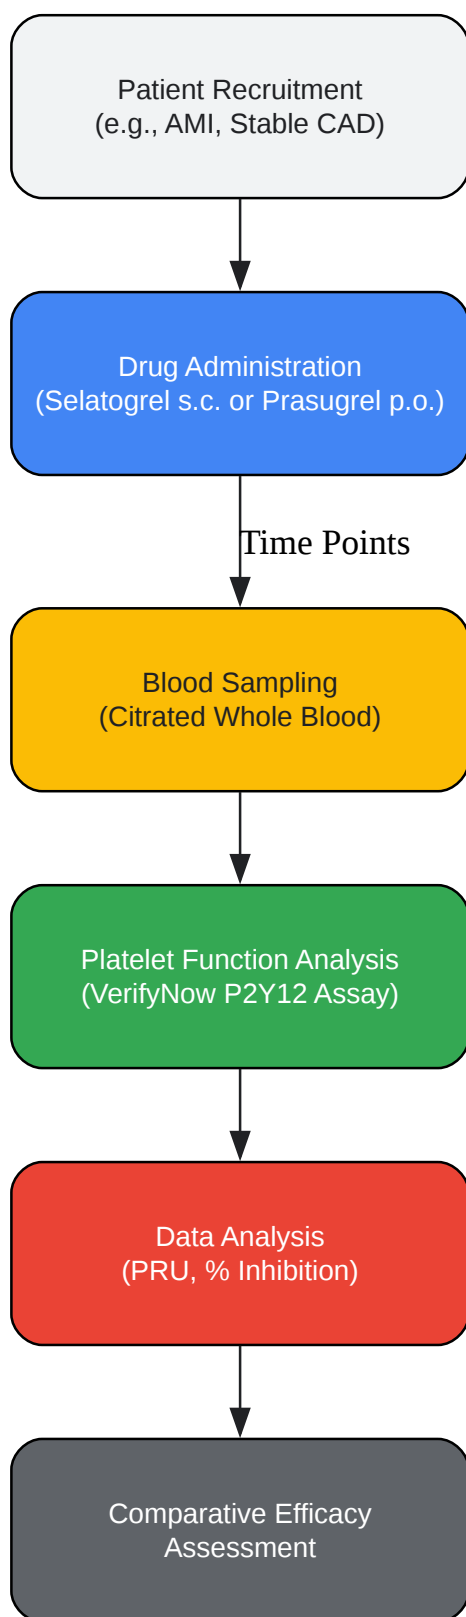 Patient Recruitment
(e.g., AMI, Stable CAD)
Drug Administration
(Selatogrel s.c. or Prasugrel p.o.)
Time Points
Blood Sampling
(Citrated Whole Blood)
Platelet Function Analysis
(VerifyNow P2Y12 Assay)
Data Analysis
(PRU, % Inhibition)
Comparative Efficacy
Assessment